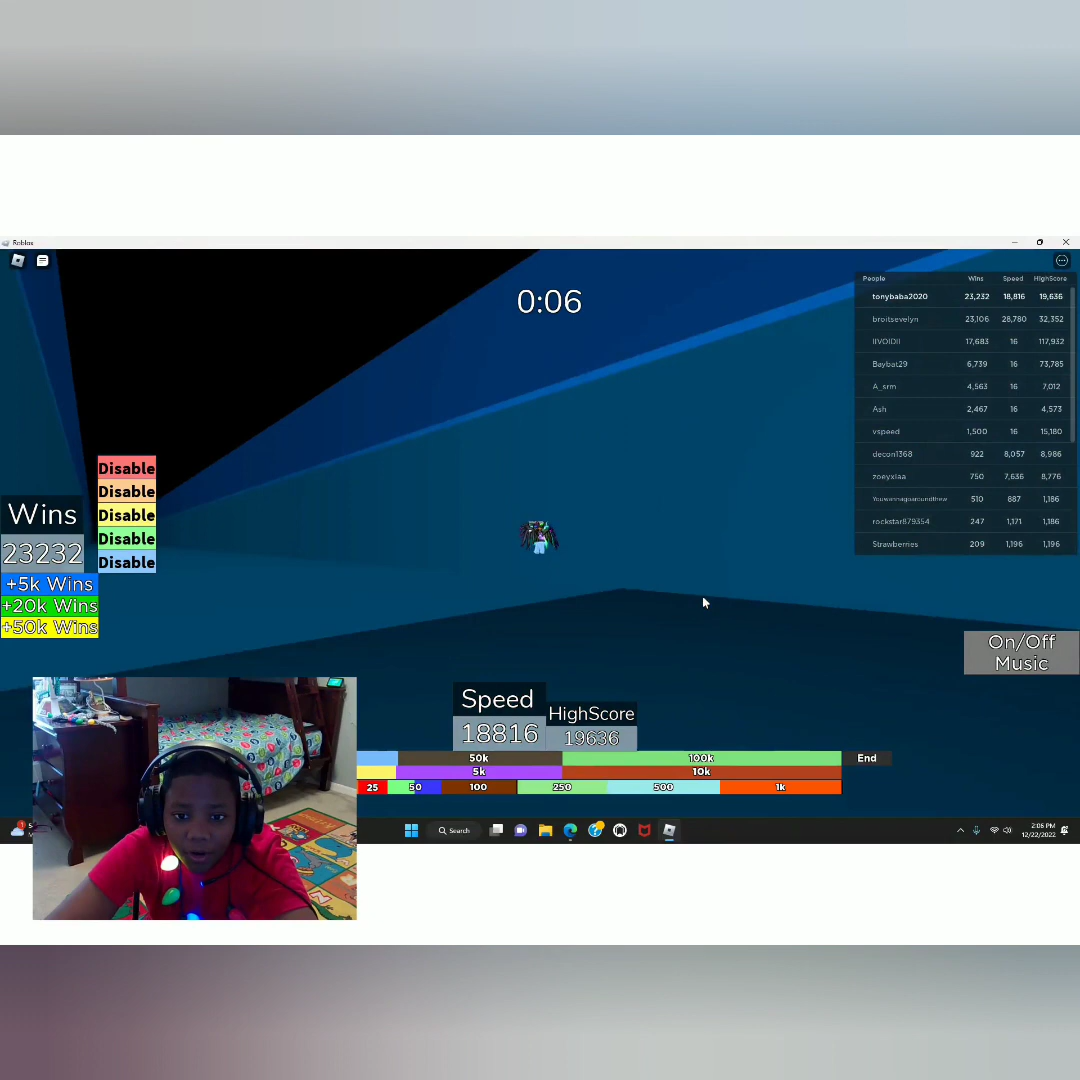 Roblox
0:06
People Wins Speed HighScore
tonybaba2020 23,232 18,816 19,636
broitsevelyn 23,106 28,780 32,352
IIVOIDII 17,683 16 117,932
Baybat29 6,739 16 73,785
A_srm 4,563 16 7,012
Ash 2,467 16 4,573
vspeed 1,500 16 15,180
decon1368 922 8,057 8,986
zoeyxiaa 750 7,636 8,776
Youwannagoaroundthew 510 887 1,186
rockstar879354 247 1,171 1,186
Strawberries 209 1,196 1,196
Disable
Disable
Disable
Disable
Disable
Wins
23232
+5k Wins
+20k Wins
+50k Wins
On/Off
Music
Speed
18816
HighScore
19636
50k 100k End
5k 10k
25 50 100 250 500 1k
Search
2:06 PM
12/22/2022